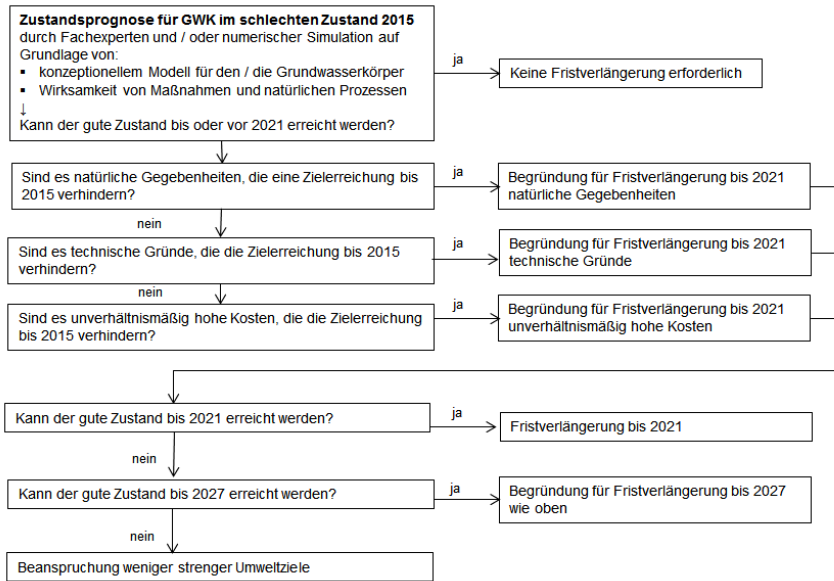 Zustandsprognose für GWK im schlechten Zustand 2015
durch Fachexperten und / oder numerischer Simulation auf
Grundlage von:
▪ konzeptionellem Modell für den / die Grundwasserkörper
▪ Wirksamkeit von Maßnahmen und natürlichen Prozessen
↓
Kann der gute Zustand bis oder vor 2021 erreicht werden?
ja
Keine Fristverlängerung erforderlich
Sind es natürliche Gegebenheiten, die eine Zielerreichung bis
2015 verhindern?
ja
Begründung für Fristverlängerung bis 2021
natürliche Gegebenheiten
nein
Sind es technische Gründe, die die Zielerreichung bis 2015
verhindern?
ja
Begründung für Fristverlängerung bis 2021
technische Gründe
nein
Sind es unverhältnismäßig hohe Kosten, die die Zielerreichung
bis 2015 verhindern?
ja
Begründung für Fristverlängerung bis 2021
unverhältnismäßig hohe Kosten
Kann der gute Zustand bis 2021 erreicht werden?
ja
Fristverlängerung bis 2021
nein
Kann der gute Zustand bis 2027 erreicht werden?
ja
Begründung für Fristverlängerung bis 2027
wie oben
nein
Beanspruchung weniger strenger Umweltziele